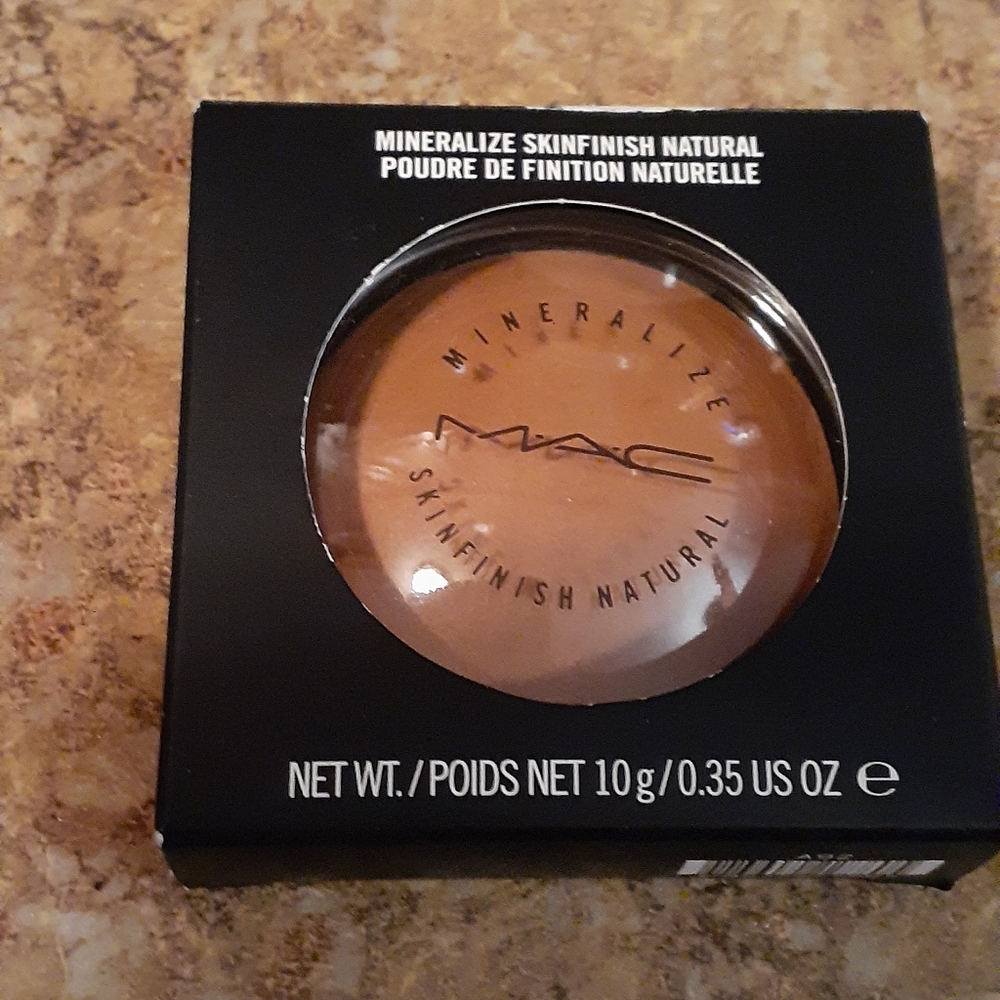 MINERALIZE SKINFINISH NATURAL
POUDRE DE FINITION NATURELLE
MINERALIZE
M·A·C
SKINFINISH NATURAL
NET WT. / POIDS NET 10 g / 0.35 US OZ ℮